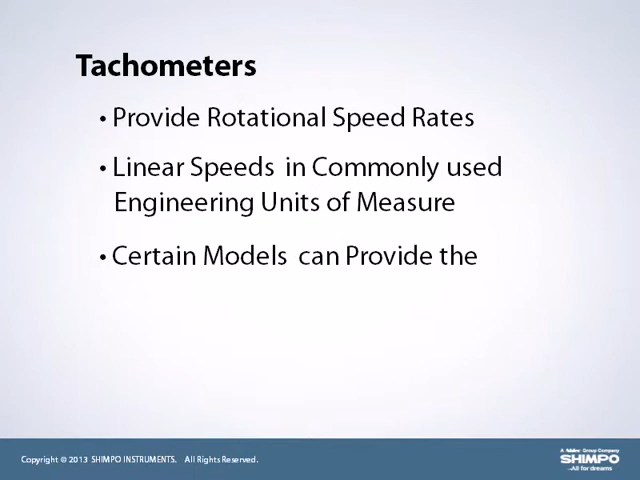 Tachometers
• Provide Rotational Speed Rates
• Linear Speeds in Commonly used
Engineering Units of Measure
• Certain Models can Provide the
Copyright © 2013 SHIMPO INSTRUMENTS. All Rights Reserved.
A Nidec Group Company
SHIMPO
-All for dreams